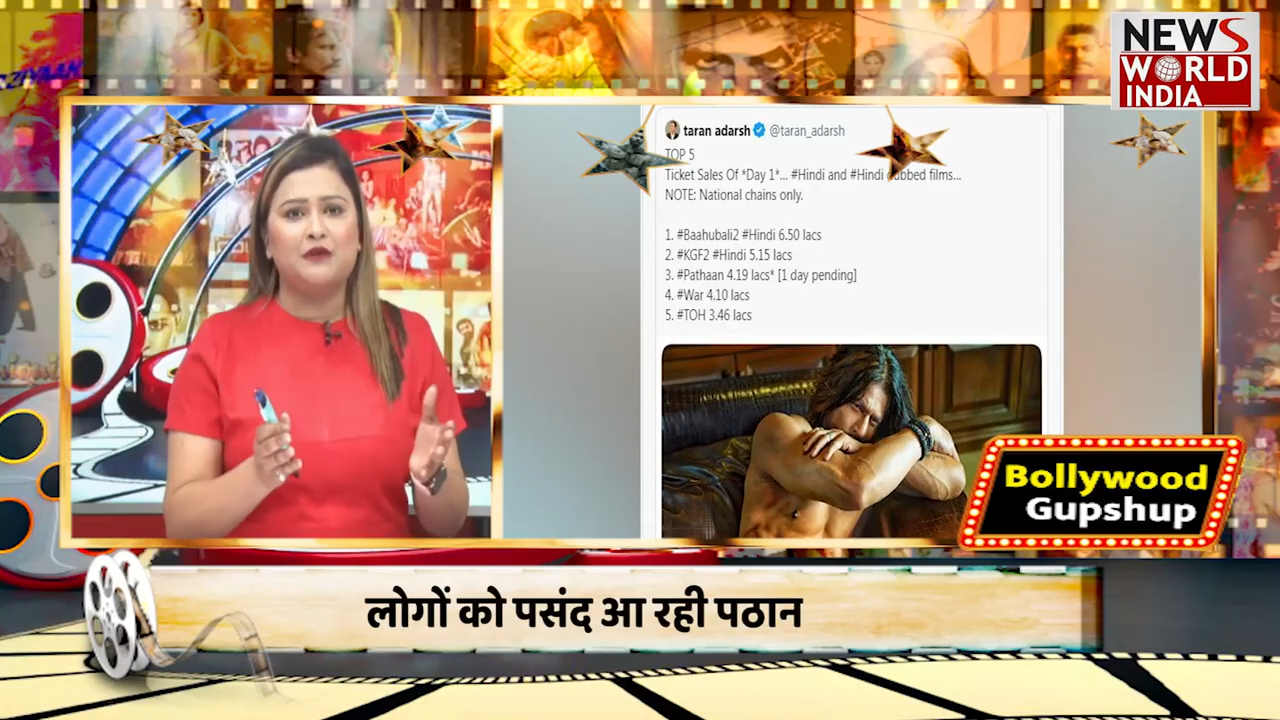 NEWS
WORLD
INDIA
taran adarsh @taran_adarsh
TOP 5
Ticket Sales Of *Day 1*... #Hindi and #Hindi dubbed films...
NOTE: National chains only.
1. #Baahubali2 #Hindi 6.50 lacs
2. #KGF2 #Hindi 5.15 lacs
3. #Pathaan 4.19 lacs* [1 day pending]
4. #War 4.10 lacs
5. #TOH 3.46 lacs
Bollywood
Gupshup
लोगों को पसंद आ रही पठान